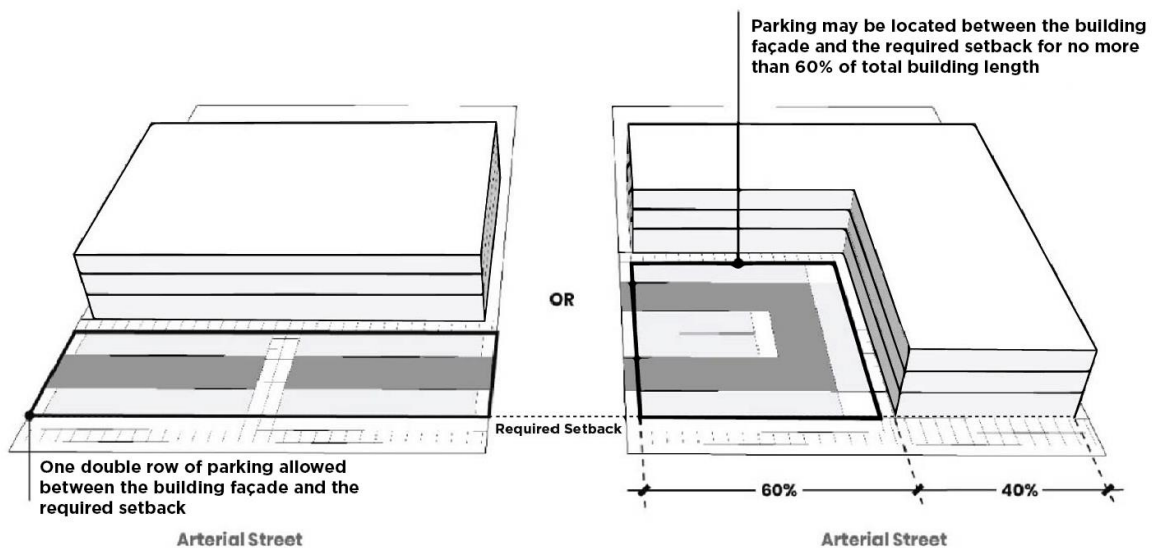 Parking may be located between the building
façade and the required setback for no more
than 60% of total building length
OR
Required Setback
One double row of parking allowed
between the building façade and the
required setback
60%
40%
Arterial Street
Arterial Street